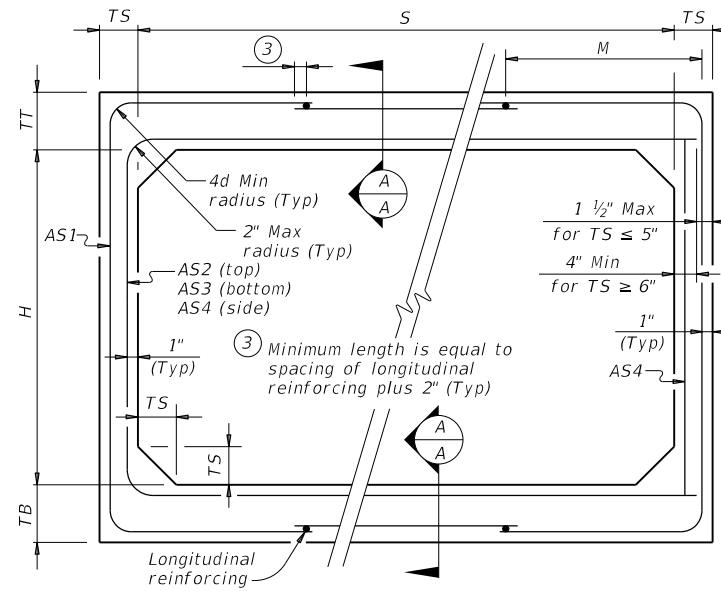 TS
S
TS
3
M
TT
4d Min
radius (Typ)
A
A
2" Max
radius (Typ)
1 ½" Max
for TS ≤ 5"
AS1
AS2 (top)
AS3 (bottom)
AS4 (side)
4" Min
for TS ≥ 6"
H
1"
(Typ)
3 Minimum length is equal to
spacing of longitudinal
reinforcing plus 2" (Typ)
1"
(Typ)
AS4
TS
TS
A
A
TB
Longitudinal
reinforcing